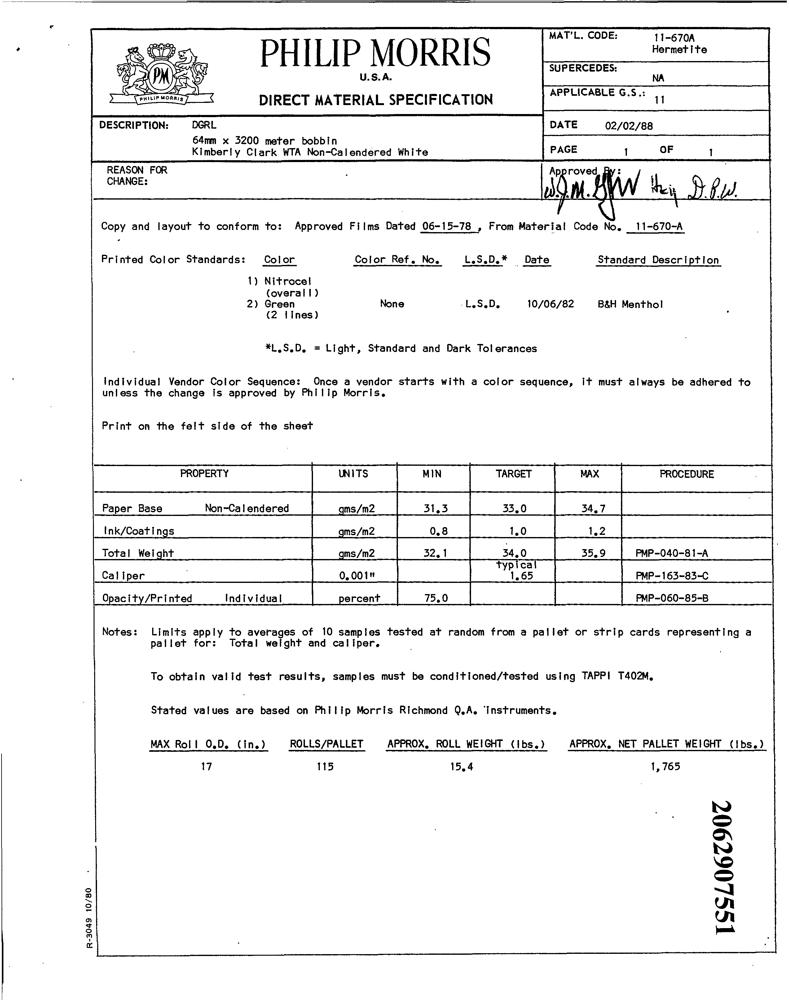 PM
PHILIP MORRIS
PHILIP MORRIS
U.S.A.
DIRECT MATERIAL SPECIFICATION
MAT'L. CODE: 11-670A
Hermetite
SUPERCEDES:
NA
APPLICABLE G.S.: 11
DESCRIPTION: DGRL
64mm x 3200 meter bobbin
Kimberly Clark WTA Non-Calendered White
DATE 02/02/88
PAGE 1 OF 1
REASON FOR
CHANGE:
Approved By:
Copy and layout to conform to: Approved Films Dated 06-15-78 , From Material Code No. 11-670-A
Printed Color Standards: Color Color Ref. No. L.S.D.* Date Standard Description
1) Nitrocel
(overall)
2) Green None L.S.D. 10/06/82 B&H Menthol
(2 lines)
*L.S.D. = Light, Standard and Dark Tolerances
Individual Vendor Color Sequence: Once a vendor starts with a color sequence, it must always be adhered to
unless the change is approved by Philip Morris.
Print on the felt side of the sheet
PROPERTY UNITS MIN TARGET MAX PROCEDURE
Paper Base Non-Calendered gms/m2 31.3 33.0 34.7
Ink/Coatings gms/m2 0.8 1.0 1.2
Total Weight gms/m2 32.1 34.0 35.9 PMP-040-81-A
typical
Caliper 0.001" 1.65 PMP-163-83-C
Opacity/Printed Individual percent 75.0 PMP-060-85-B
Notes: Limits apply to averages of 10 samples tested at random from a pallet or strip cards representing a
pallet for: Total weight and caliper.
To obtain valid test results, samples must be conditioned/tested using TAPPI T402M.
Stated values are based on Philip Morris Richmond Q.A. Instruments.
MAX Roll O.D. (in.) ROLLS/PALLET APPROX. ROLL WEIGHT (lbs.) APPROX. NET PALLET WEIGHT (lbs.)
17 115 15.4 1,765
2062907551
R-3049 10/80